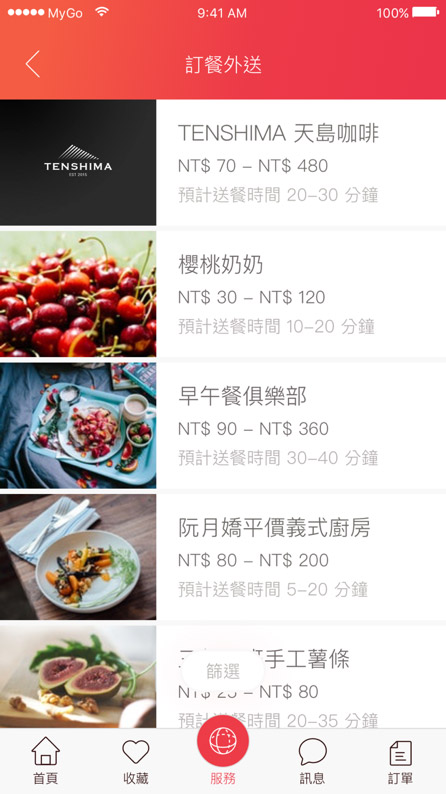 MyGo
9:41 AM
100%
訂餐外送
TENSHIMA
EST 2015
TENSHIMA 天島咖啡
NT$ 70 – NT$ 480
預計送餐時間 20–30 分鐘
櫻桃奶奶
NT$ 30 – NT$ 120
預計送餐時間 10–20 分鐘
早午餐俱樂部
NT$ 90 – NT$ 360
預計送餐時間 30–40 分鐘
阮月嬌平價義式廚房
NT$ 80 – NT$ 200
預計送餐時間 5–20 分鐘
手工薯條
篩選
NT$ 25 – NT$ 80
預計送餐時間 20–35 分鐘
首頁
收藏
服務
訊息
訂單